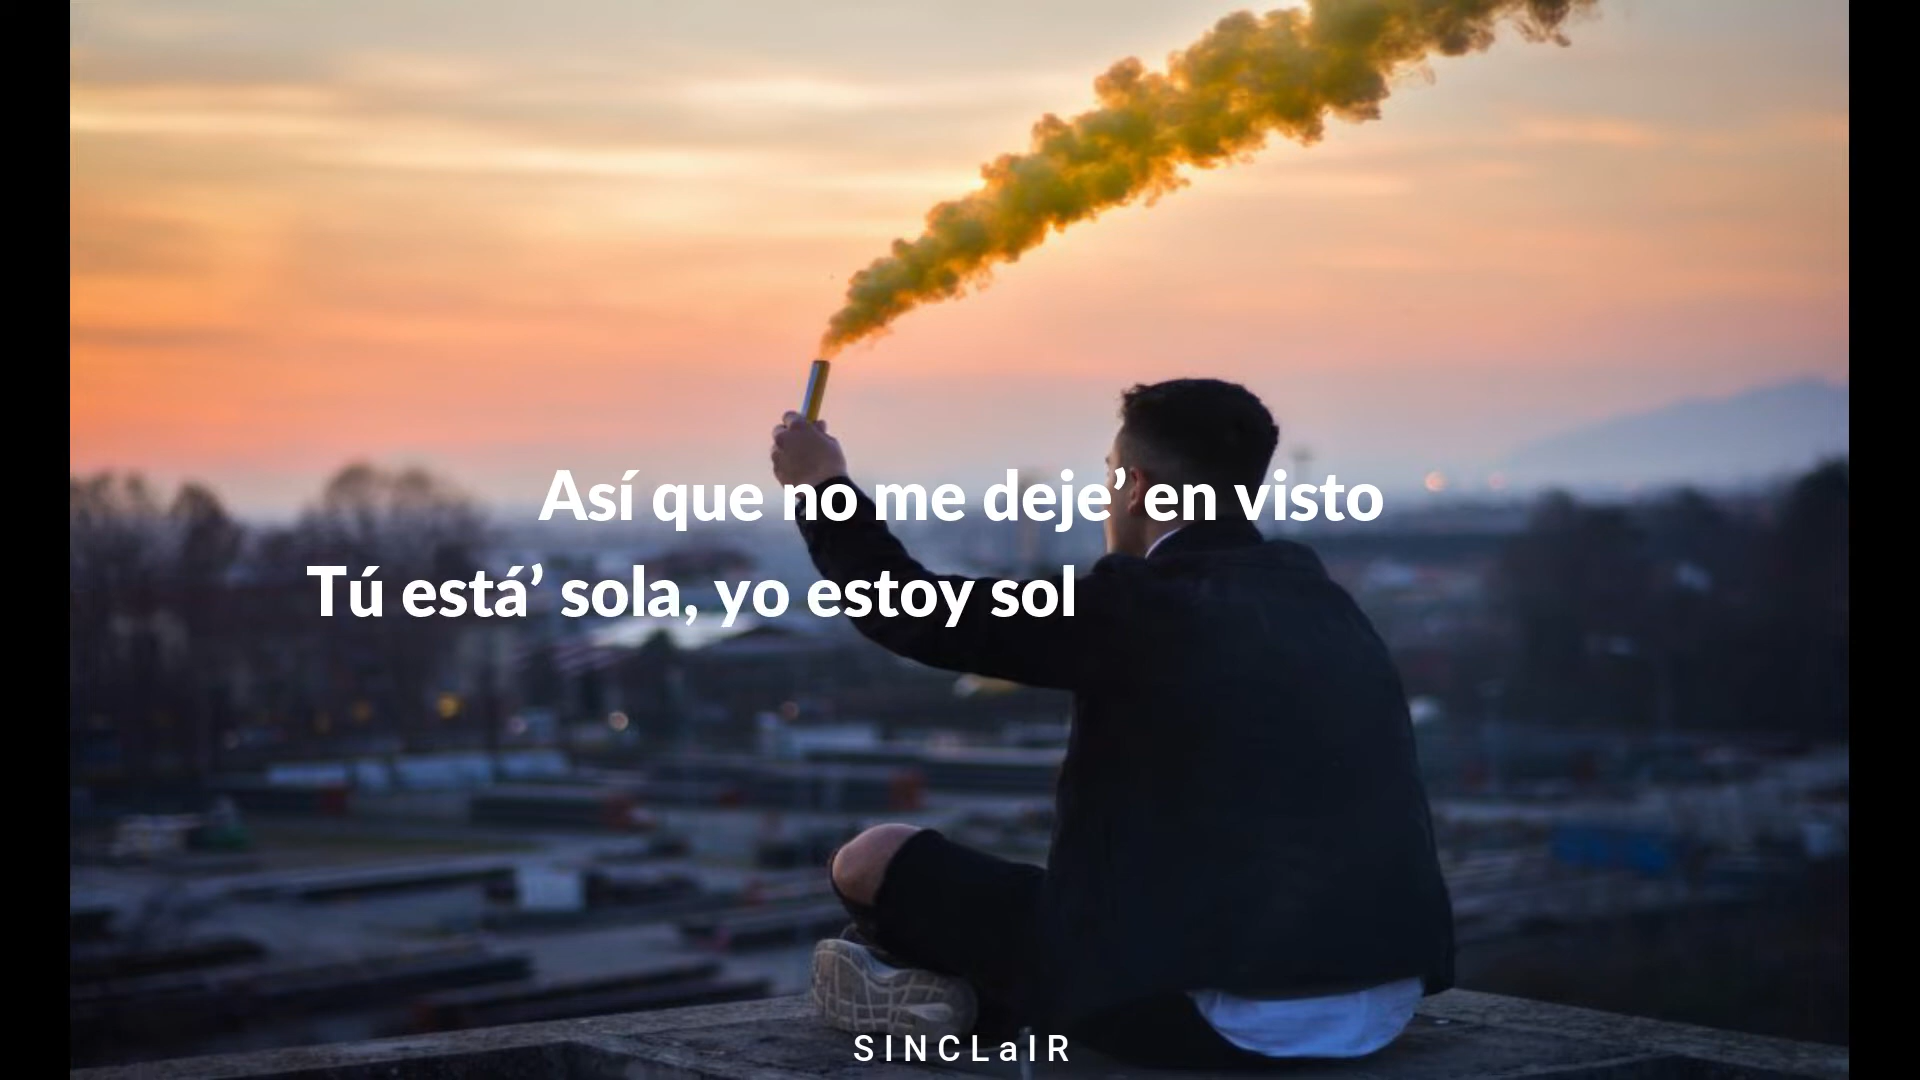 Así que no me deje’ en visto
Tú está’ sola, yo estoy sol
SINCLaIR